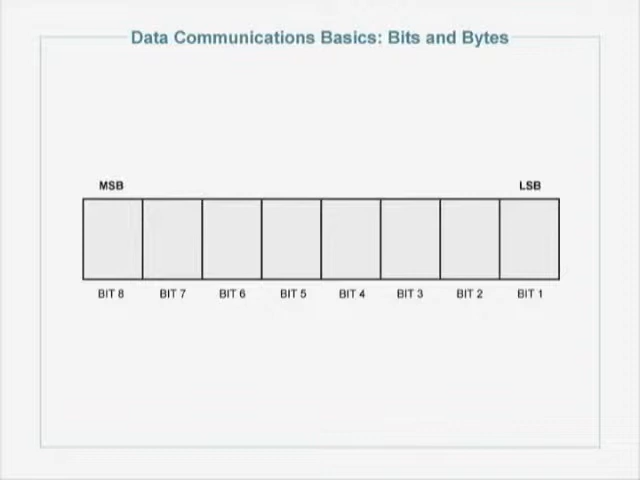 Data Communications Basics: Bits and Bytes
MSB LSB
BIT 8 BIT 7 BIT 6 BIT 5 BIT 4 BIT 3 BIT 2 BIT 1